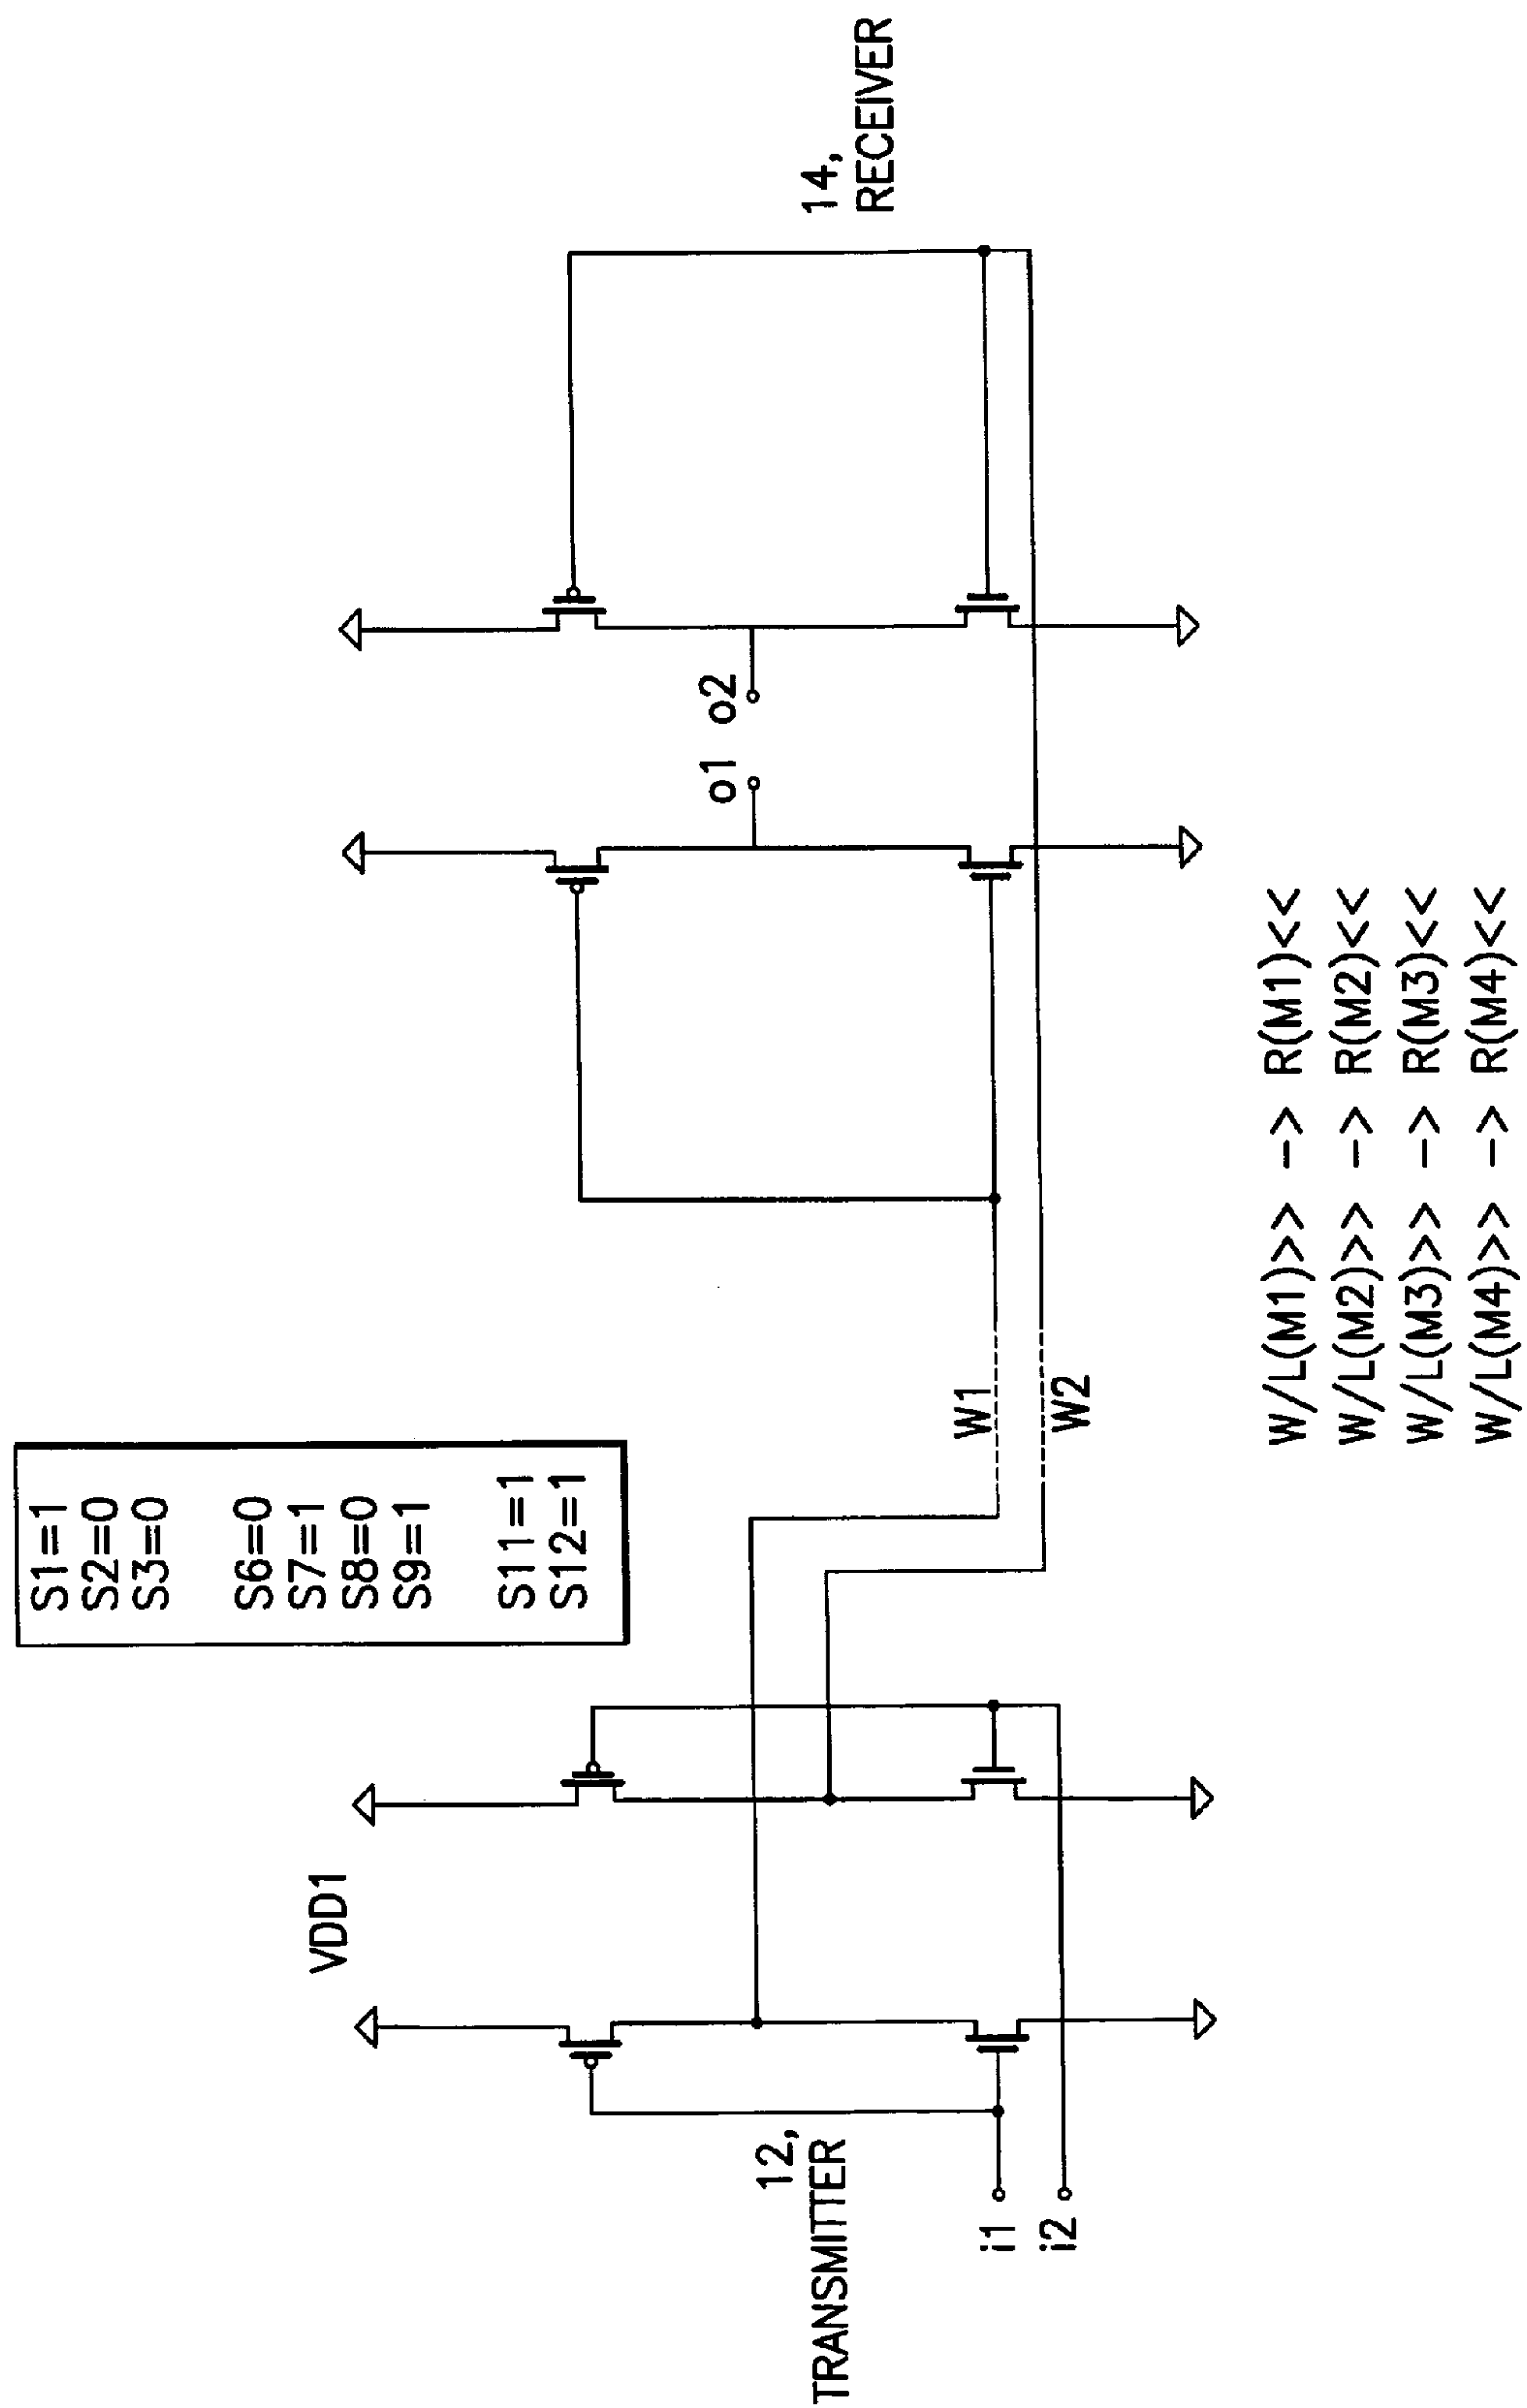 S1=1
S2=0
S3=0
S6=0
S7=1
S8=0
S9=1
S11=1
S12=1
VDD1
12,
TRANSMITTER
i1
i2
W1
W2
o1
o2
14,
RECEIVER
W/L(M1)>> -> R(M1)<<
W/L(M2)>> -> R(M2)<<
W/L(M3)>> -> R(M3)<<
W/L(M4)>> -> R(M4)<<